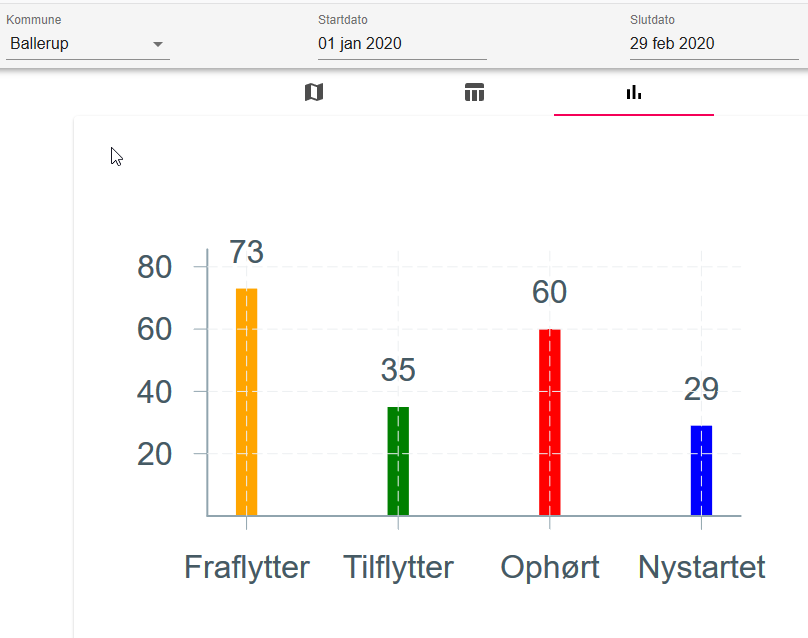 Kommune Startdato Slutdato
Ballerup 01 jan 2020 29 feb 2020
73
80
60
60
35
40
29
20
Fraflytter Tilflytter Ophørt Nystartet